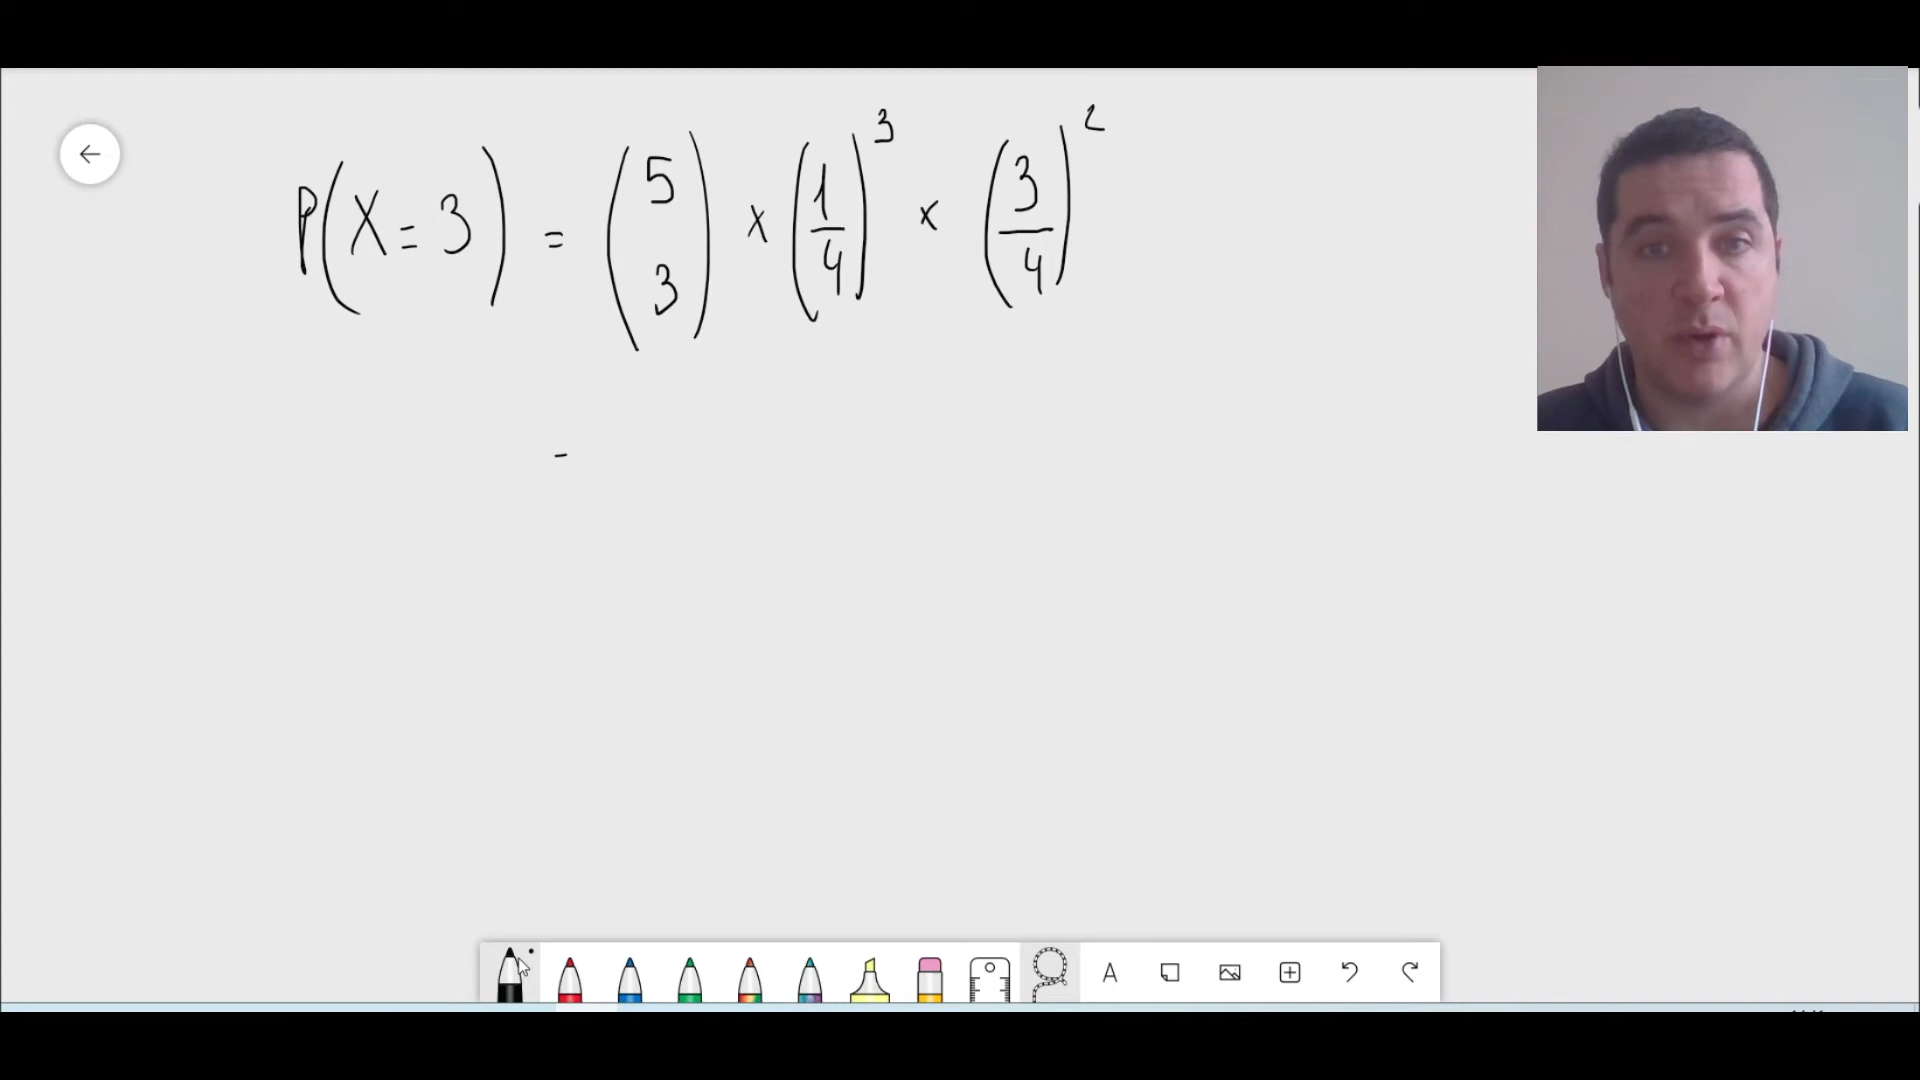 P(X=3) = (5 3) x (1/4)^3 x (3/4)^2
=
A